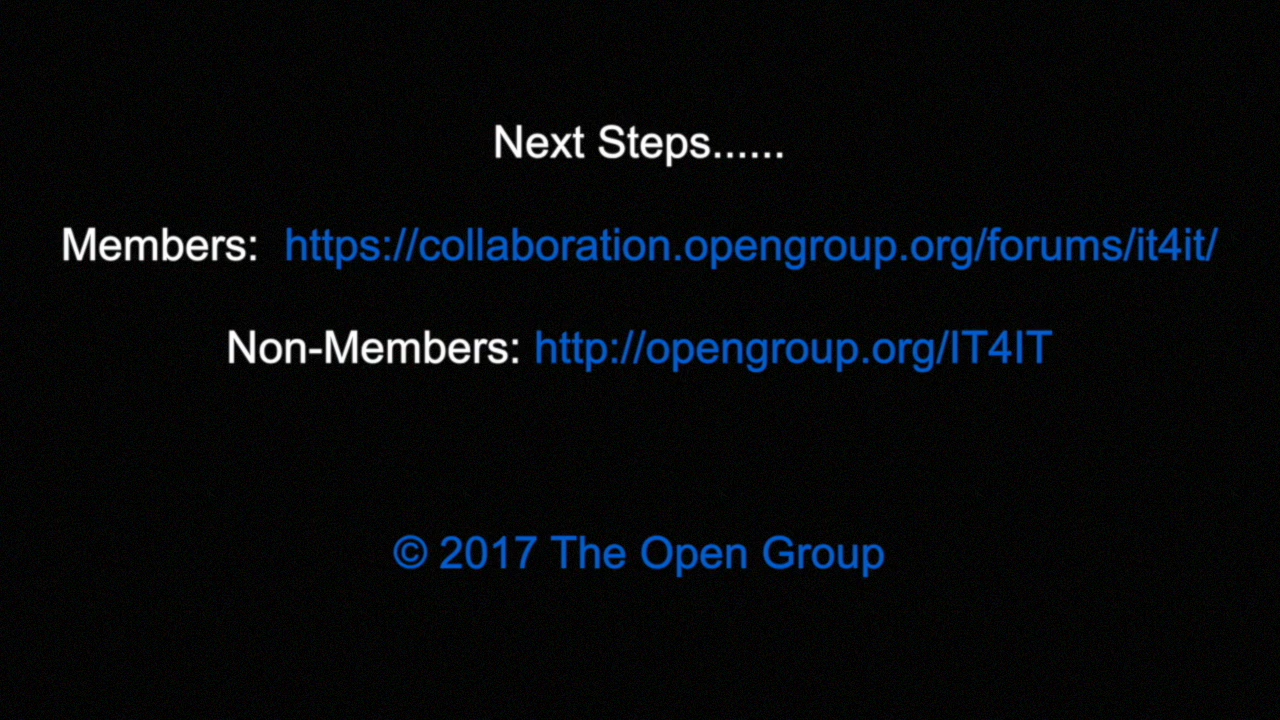 Next Steps......
Members: https://collaboration.opengroup.org/forums/it4it/
Non-Members: http://opengroup.org/IT4IT
© 2017 The Open Group